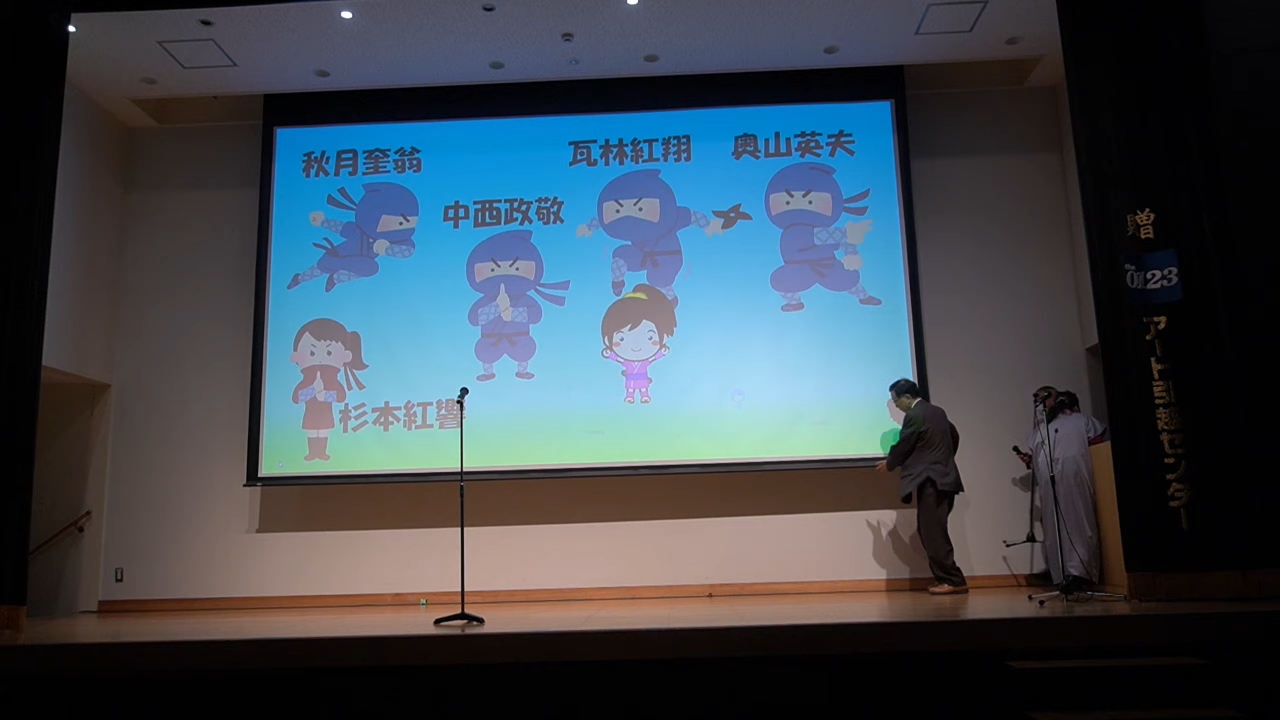 秋月奎翁
中西政敬
瓦林紅翔
奥山英夫
杉本紅響
贈
the
0123
アート引越センター